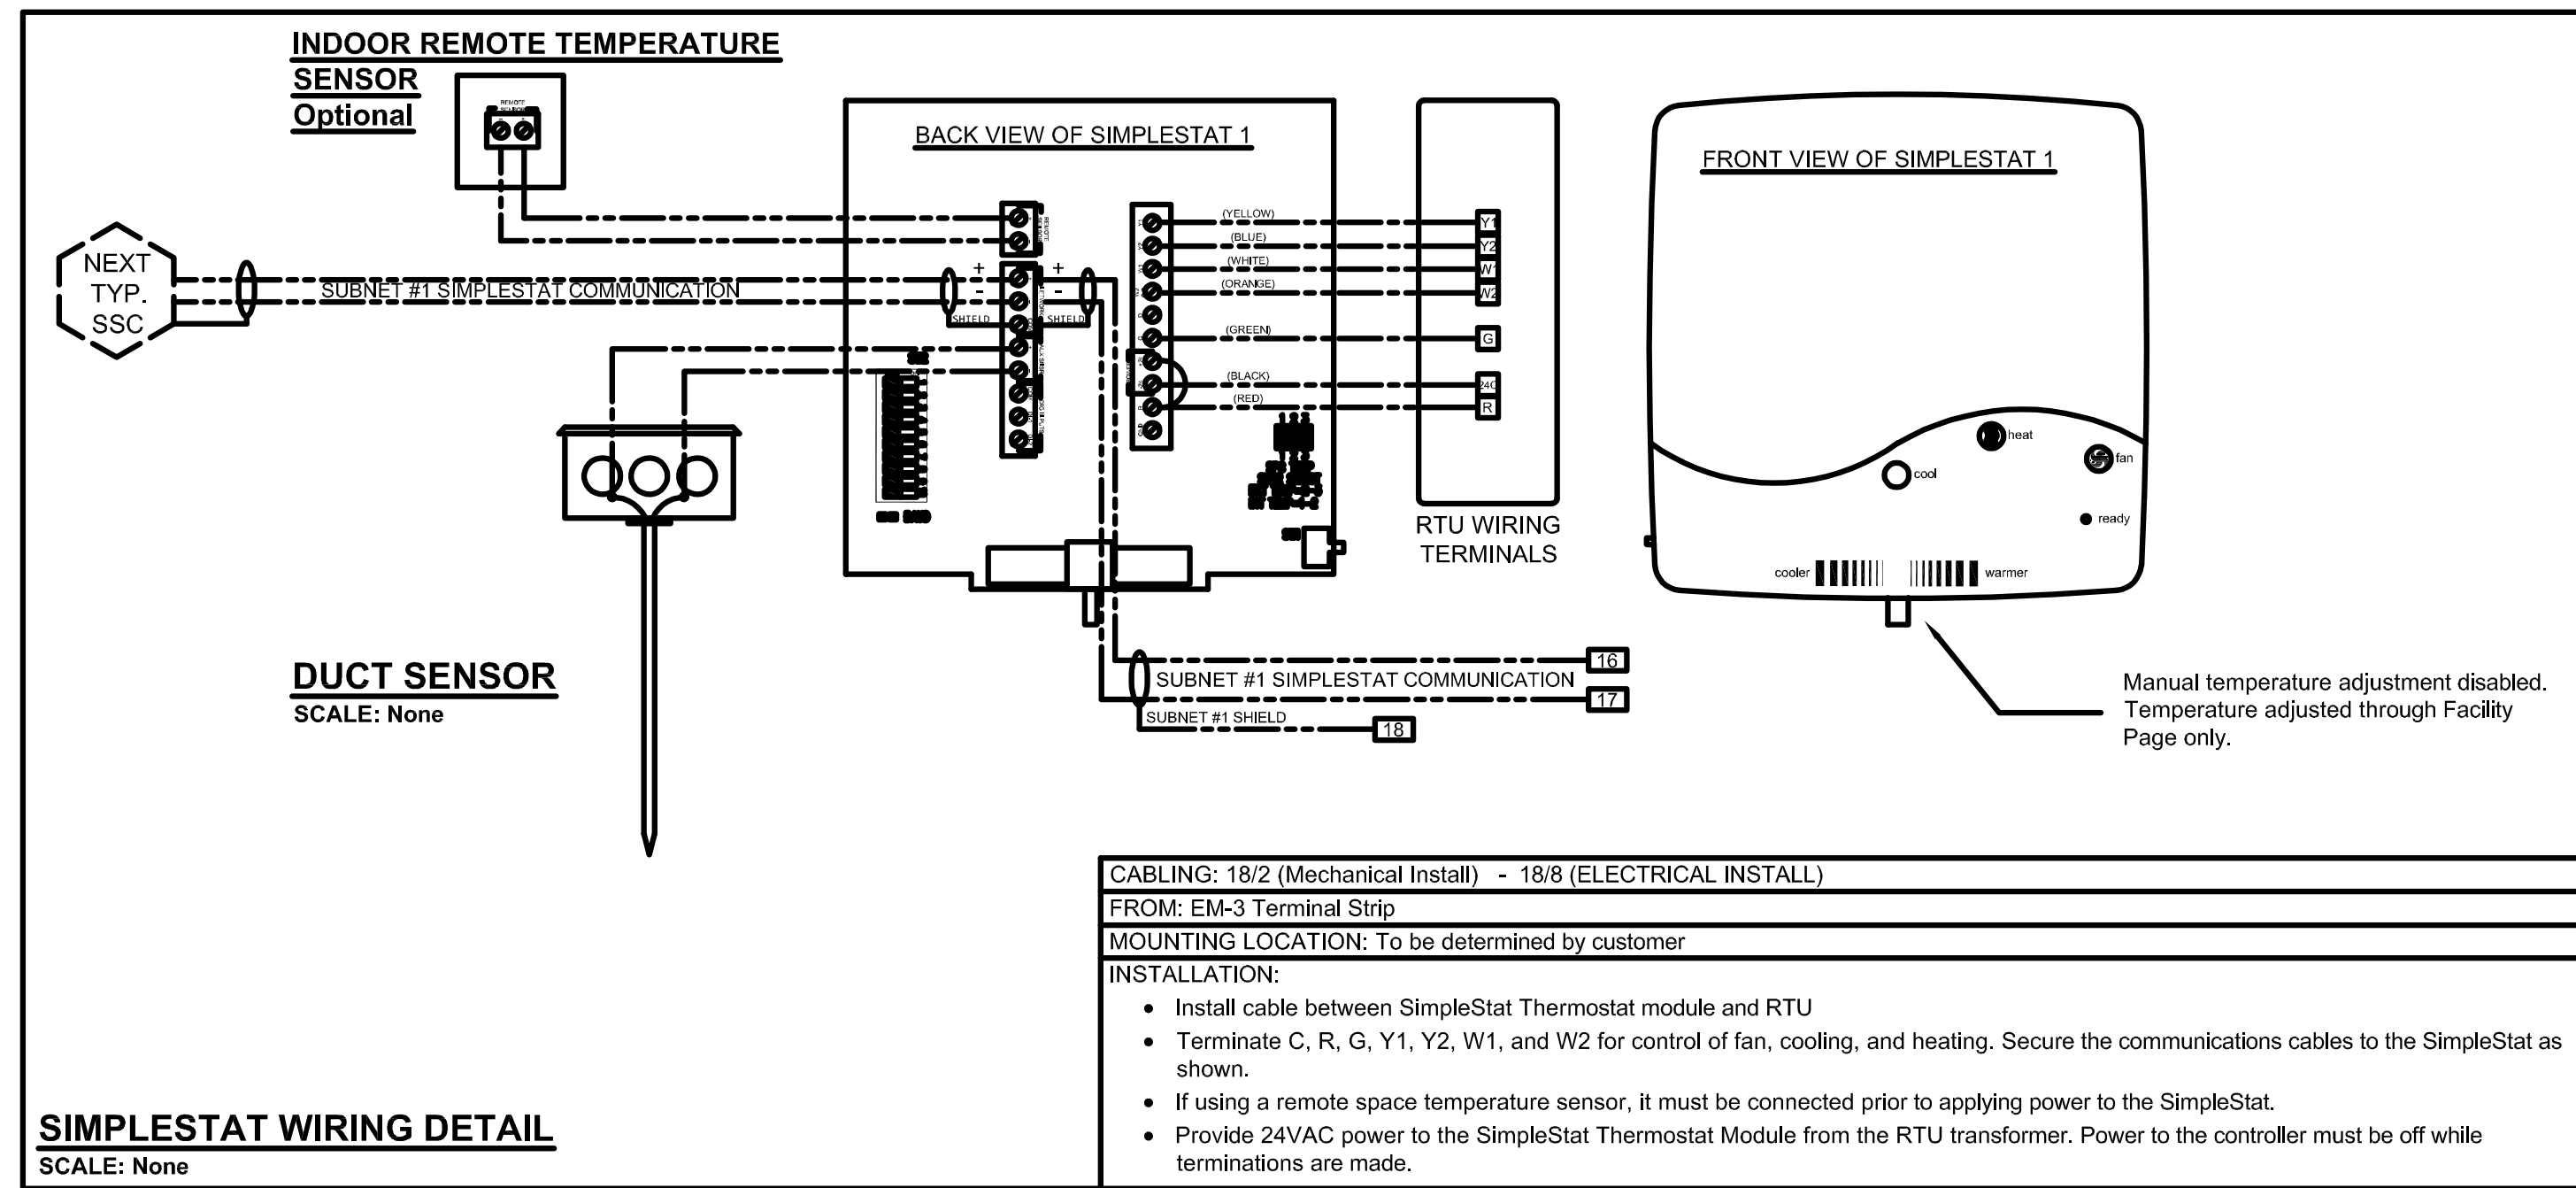 INDOOR REMOTE TEMPERATURE
SENSOR
Optional
REMOTE
SENSOR
BACK VIEW OF SIMPLESTAT 1
FRONT VIEW OF SIMPLESTAT 1
NEXT
TYP.
SSC
SUBNET #1 SIMPLESTAT COMMUNICATION
+
-
SHIELD
+
-
SHIELD
REMOTE
SENSOR
(YELLOW)
(BLUE)
(WHITE)
(ORANGE)
(GREEN)
(BLACK)
(RED)
Y1
Y2
W1
W2
G
R
RTU WIRING
TERMINALS
heat
cool
fan
ready
cooler
warmer
DUCT SENSOR
SCALE: None
16
SUBNET #1 SIMPLESTAT COMMUNICATION
17
SUBNET #1 SHIELD
18
Manual temperature adjustment disabled.
Temperature adjusted through Facility
Page only.
CABLING: 18/2 (Mechanical Install) - 18/8 (ELECTRICAL INSTALL)
FROM: EM-3 Terminal Strip
MOUNTING LOCATION: To be determined by customer
INSTALLATION:
• Install cable between SimpleStat Thermostat module and RTU
• Terminate C, R, G, Y1, Y2, W1, and W2 for control of fan, cooling, and heating. Secure the communications cables to the SimpleStat as
shown.
• If using a remote space temperature sensor, it must be connected prior to applying power to the SimpleStat.
• Provide 24VAC power to the SimpleStat Thermostat Module from the RTU transformer. Power to the controller must be off while
terminations are made.
SIMPLESTAT WIRING DETAIL
SCALE: None